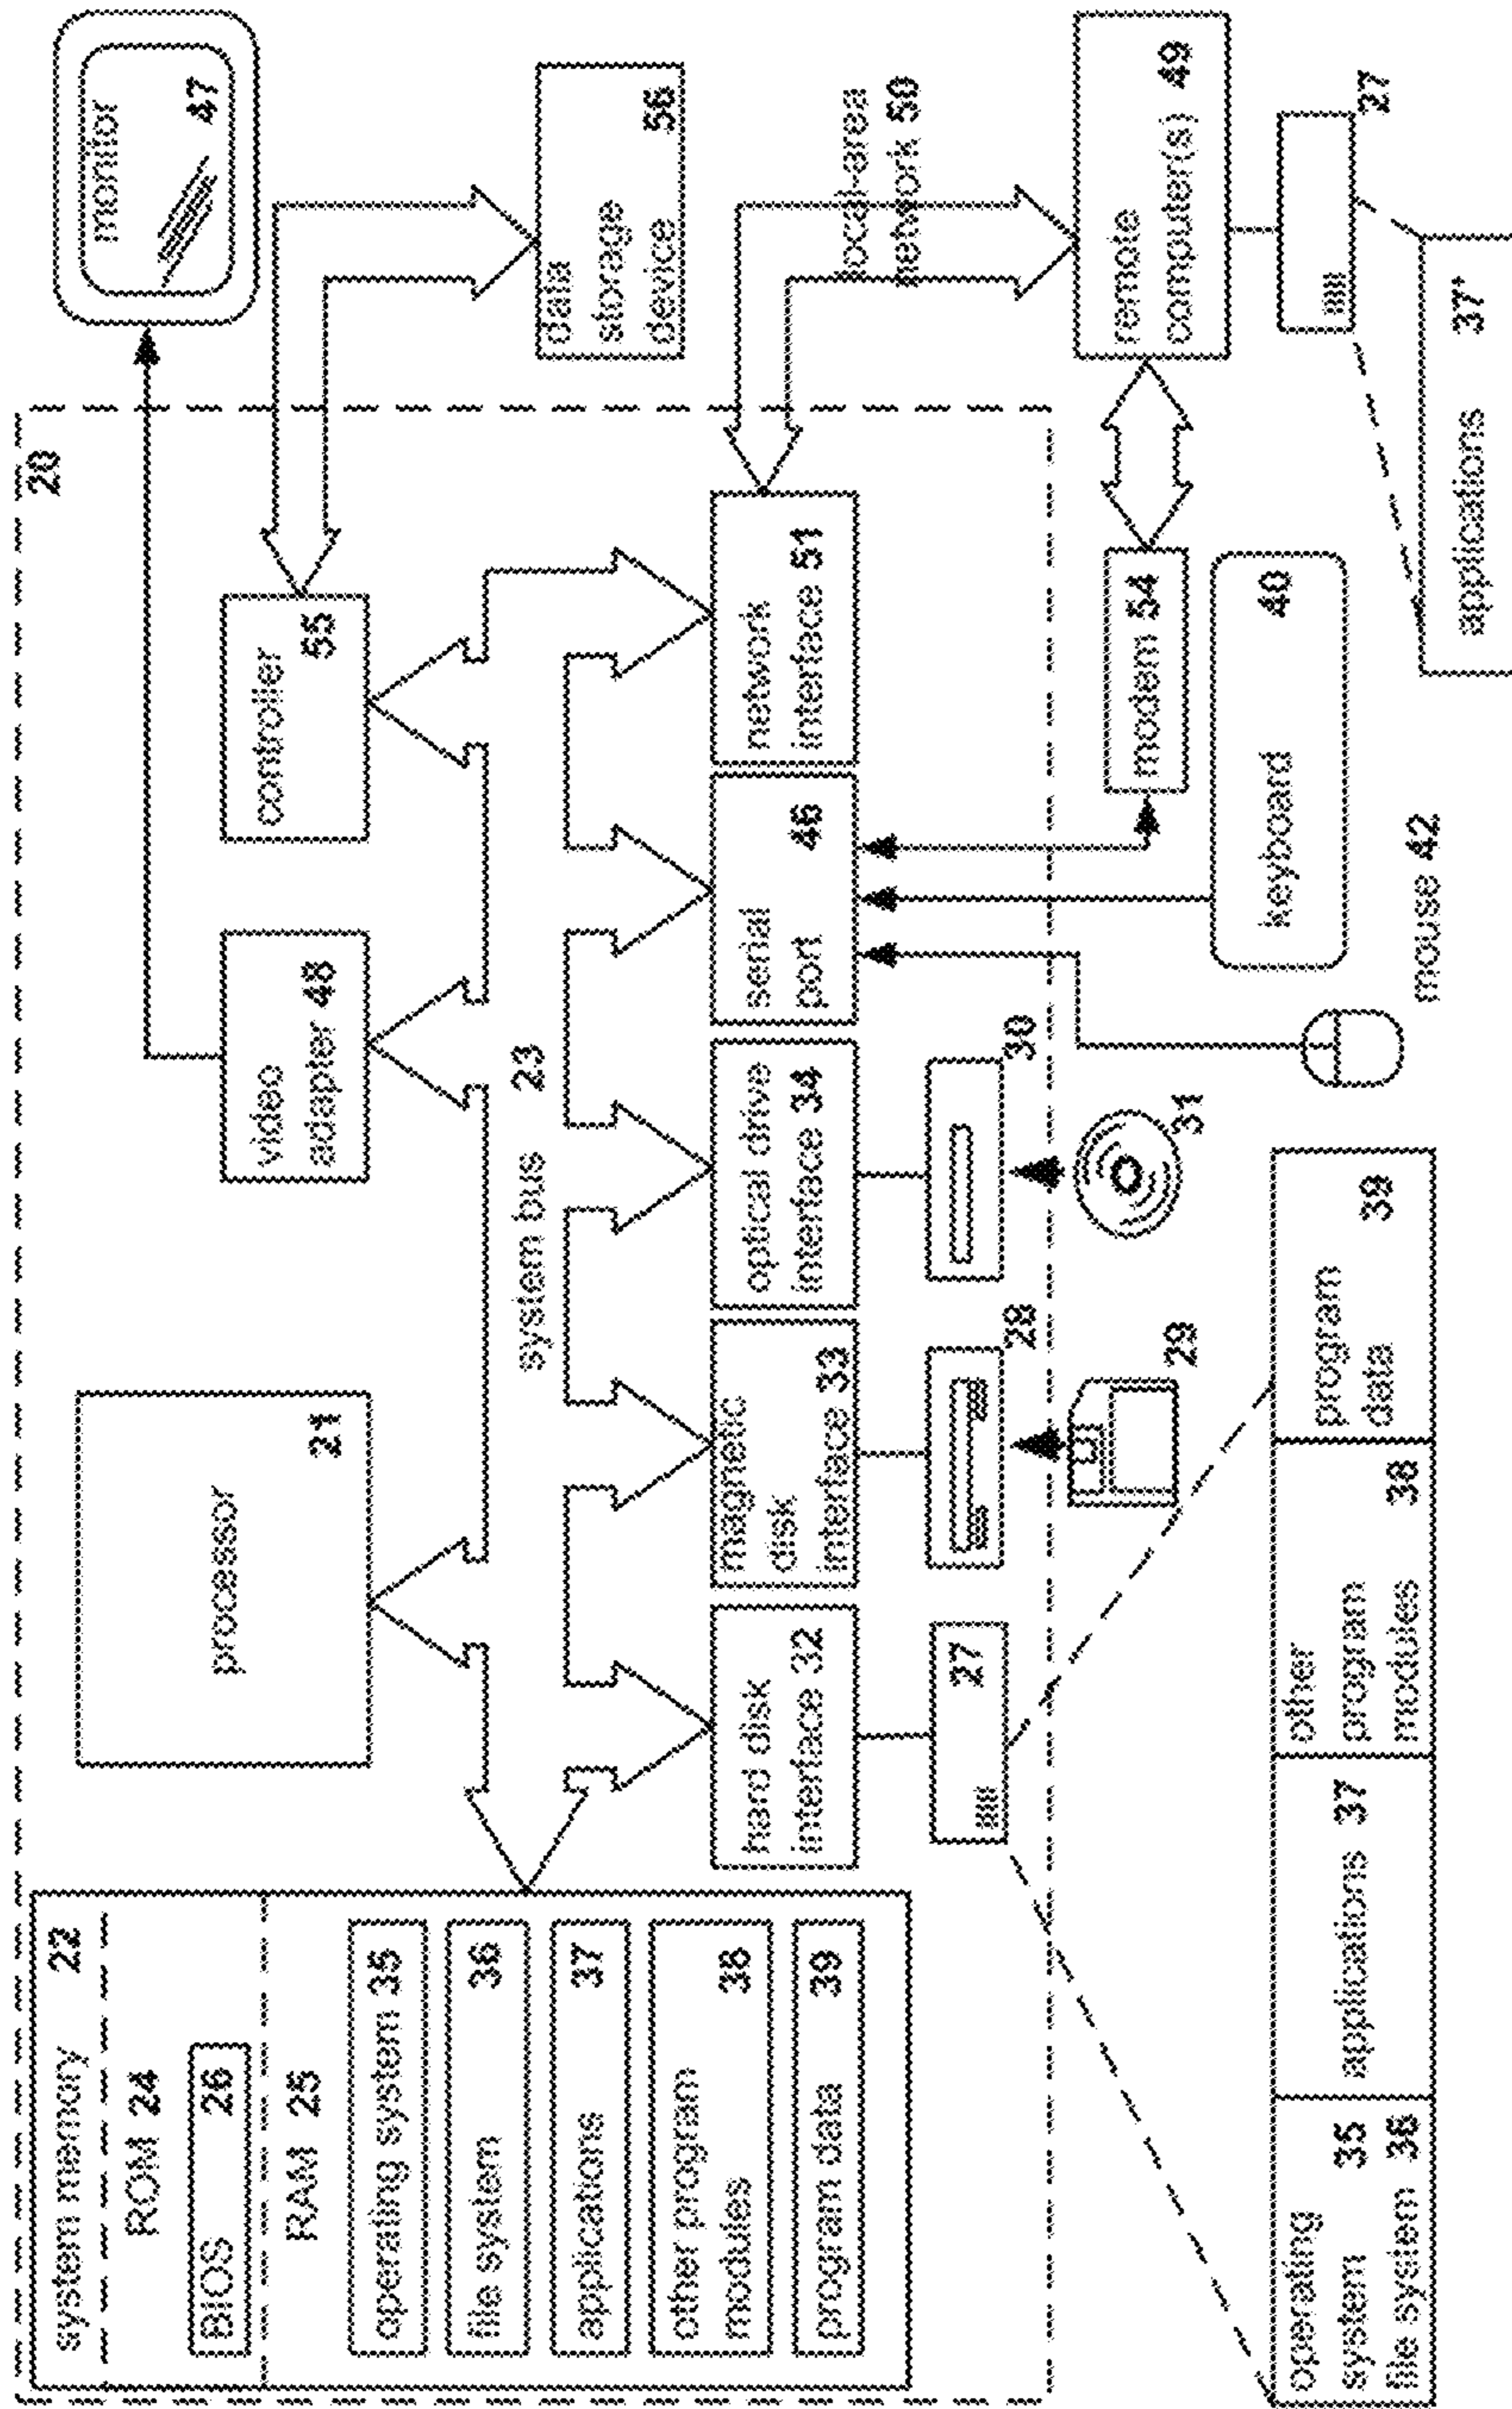 system memory 22
ROM 24
BIOS 26
RAM 25
operating system 35
file system 36
applications 37
other program
modules 38
program data 39
20
processor
21
video
adapter 48
controller
55
monitor
47
system bus 23
data
storage
device 56
local-area
network 50
hard disk
interface 32
magnetic
disk
interface 33
optical drive
interface 34
serial
port 46
network
interface 51
27
28
30
29
31
modem 54
remote
computer(s) 49
keyboard 40
mouse 42
27
applications 37'
operating
system 35
file system 36
applications 37
other
program
modules 38
program
data 39